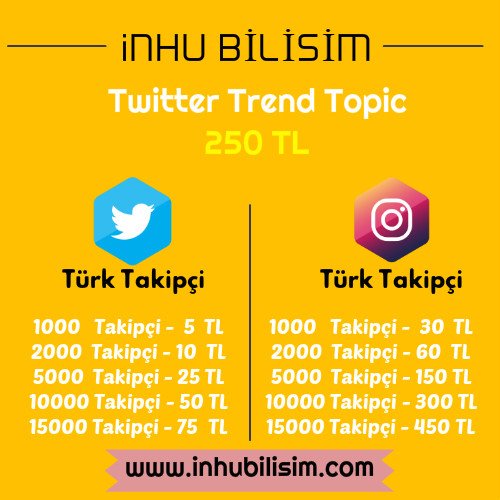 iNHU BİLİSİM
Twitter Trend Topic
250 TL
Türk Takipçi
1000 Takipçi - 5 TL
2000 Takipçi - 10 TL
5000 Takipçi - 25 TL
10000 Takipçi - 50 TL
15000 Takipçi - 75 TL
Türk Takipçi
1000 Takipçi - 30 TL
2000 Takipçi - 60 TL
5000 Takipçi - 150 TL
10000 Takipçi - 300 TL
15000 Takipçi - 450 TL
www.inhubilisim.com